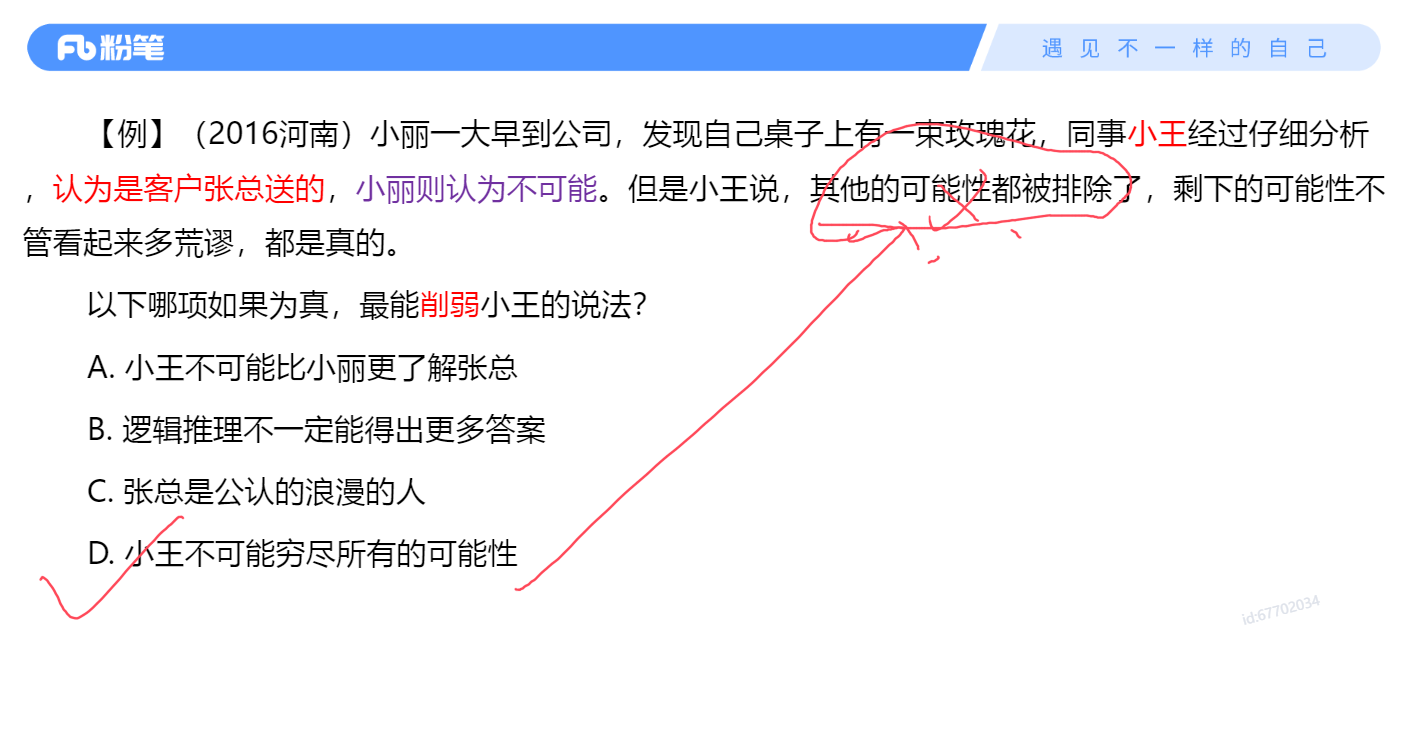 粉笔
遇见不一样的自己
【例】（2016河南）小丽一大早到公司，发现自己桌子上有一束玫瑰花，同事小王经过仔细分析
，认为是客户张总送的，小丽则认为不可能。但是小王说，其他的可能性都被排除了，剩下的可能性不
管看起来多荒谬，都是真的。
以下哪项如果为真，最能削弱小王的说法？
A. 小王不可能比小丽更了解张总
B. 逻辑推理不一定能得出更多答案
C. 张总是公认的浪漫的人
D. 小王不可能穷尽所有的可能性
id:67702034